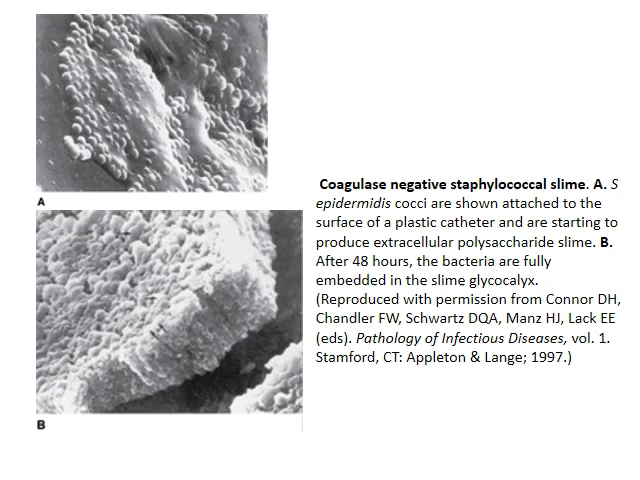 A
B
Coagulase negative staphylococcal slime. A. S
epidermidis cocci are shown attached to the
surface of a plastic catheter and are starting to
produce extracellular polysaccharide slime. B.
After 48 hours, the bacteria are fully
embedded in the slime glycocalyx.
(Reproduced with permission from Connor DH,
Chandler FW, Schwartz DQA, Manz HJ, Lack EE
(eds). Pathology of Infectious Diseases, vol. 1.
Stamford, CT: Appleton & Lange; 1997.)